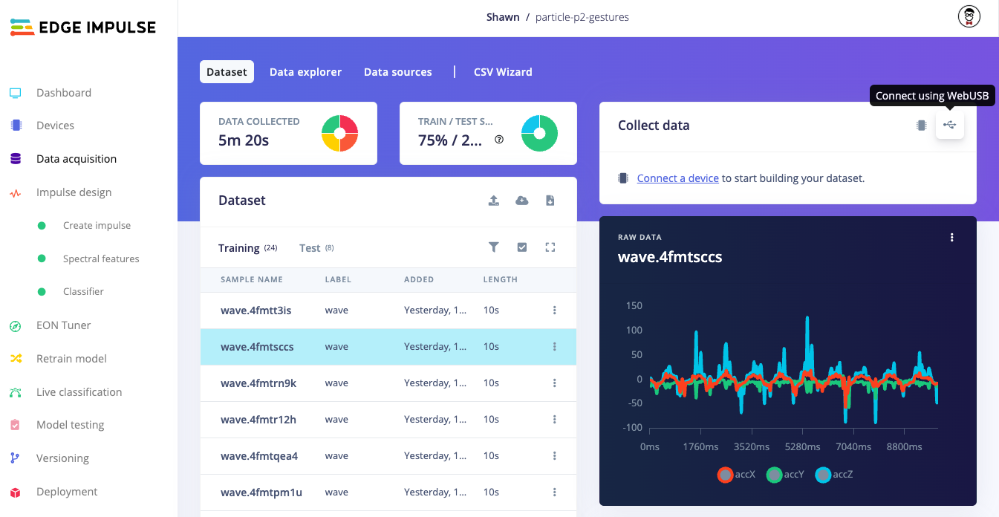 EDGE IMPULSE
Shawn / particle-p2-gestures
Dashboard
Devices
Data acquisition
Impulse design
Create impulse
Spectral features
Classifier
EON Tuner
Retrain model
Live classification
Model testing
Versioning
Deployment
Dataset Data explorer Data sources | CSV Wizard
DATA COLLECTED
5m 20s
TRAIN / TEST S...
75% / 2... ?
Connect using WebUSB
Collect data
Connect a device to start building your dataset.
Dataset
Training (24) Test (8)
SAMPLE NAME LABEL ADDED LENGTH
wave.4fmtt3is wave Yesterday, 1... 10s
wave.4fmtsccs wave Yesterday, 1... 10s
wave.4fmtrn9k wave Yesterday, 1... 10s
wave.4fmtr12h wave Yesterday, 1... 10s
wave.4fmtqea4 wave Yesterday, 1... 10s
wave.4fmtpm1u wave Yesterday, 1... 10s
RAW DATA
wave.4fmtsccs
150
100
50
0
-50
-100
0ms 1760ms 3520ms 5280ms 7040ms 8800ms
accX accY accZ